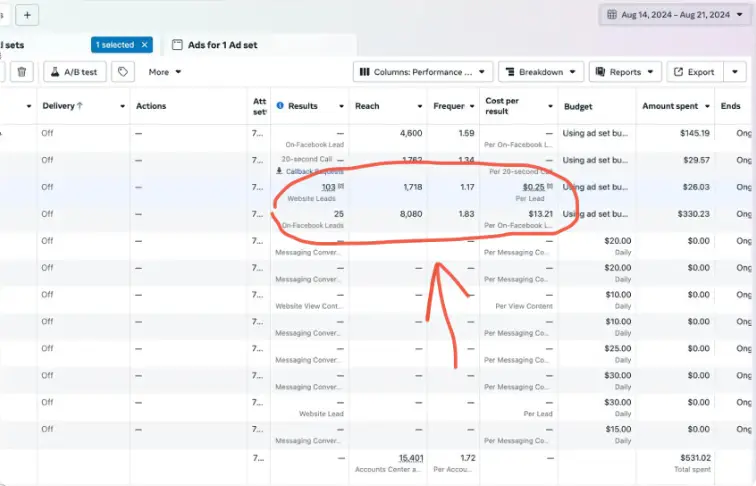 +
Aug 14, 2024 – Aug 21, 2024
sets
1 selected ×
Ads for 1 Ad set
A/B test
More
Columns: Performance ...
Breakdown
Reports
Export
Delivery ↑ Actions Att Results Reach Frequer Cost per Budget Amount spent Ends
set result
Off — 7... — 4,600 1.59 — Using ad set bu... $145.19 Ong
On-Facebook Lead Per On-Facebook L...
Off — 7... 20-second Call — 1,762 1.34 — Using ad set bu... $29.57 Ong
Callback Requests Per 20-second Call
Off — 7... 103 [2] 1,718 1.17 $0.25 [2] Using ad set bu... $26.03 Ong
Website Leads Per Lead
Off — 7... 25 8,080 1.83 $13.21 Using ad set bu... $330.23 Ong
On-Facebook Leads Per On-Facebook L...
Off — 7... — — — — $20.00 $0.00 Ong
Messaging Conver... Per Messaging Co... Daily
Off — 7... — — — — $20.00 $0.00 Ong
Messaging Conver... Per Messaging Co... Daily
Off — 7... — — — — $10.00 $0.00 Ong
Website View Cont... Per View Content Daily
Off — 7... — — — — $10.00 $0.00 Ong
Messaging Conver... Per Messaging Co... Daily
Off — 7... — — — — $25.00 $0.00 Ong
Messaging Conver... Per Messaging Co... Daily
Off — 7... — — — — $30.00 $0.00 Ong
Messaging Conver... Per Messaging Co... Daily
Off — 7... — — — — $30.00 $0.00 Ong
Website Lead Per Lead Daily
Off — 7... — — — — $15.00 $0.00 Ong
Messaging Conver... Per Messaging Co... Daily
7... — 15,401 1.72 — $531.02
Accounts Center a... Per Accou... Total spent